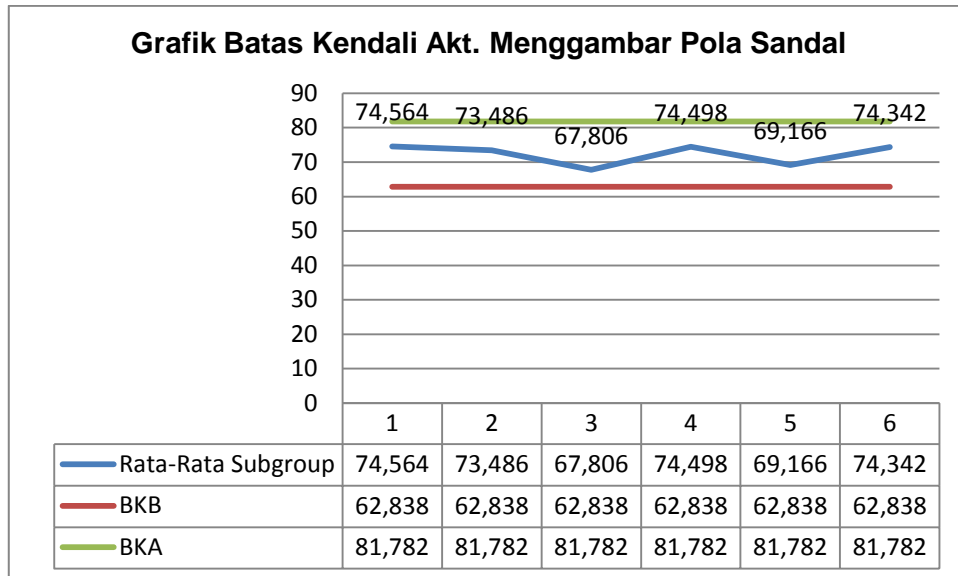 Grafik Batas Kendali Akt. Menggambar Pola Sandal
90
80
70
60
50
40
30
20
10
0
74,564 73,486 67,806 74,498 69,166 74,342
1 2 3 4 5 6
Rata-Rata Subgroup 74,564 73,486 67,806 74,498 69,166 74,342
BKB 62,838 62,838 62,838 62,838 62,838 62,838
BKA 81,782 81,782 81,782 81,782 81,782 81,782